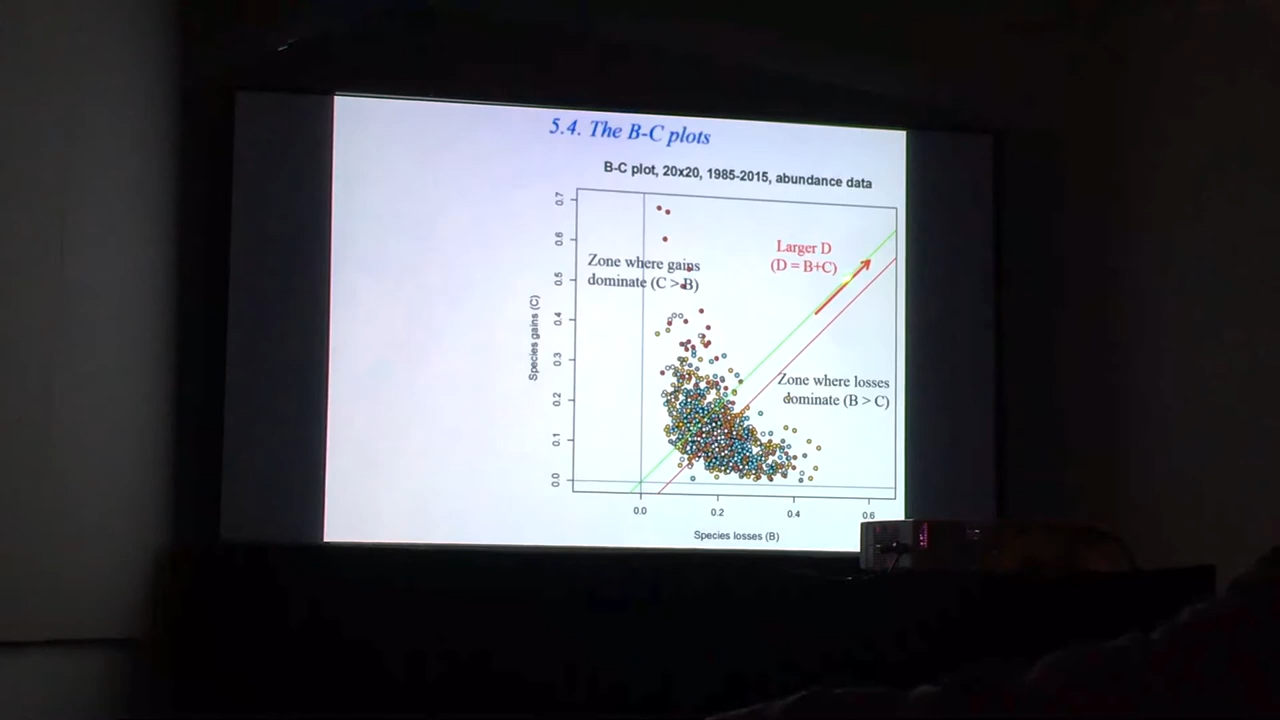 5.4. The B-C plots
B-C plot, 20x20, 1985-2015, abundance data
0.7
0.6
0.5
0.4
0.3
0.2
0.1
0.0
Species gains (C)
Zone where gains
dominate (C > B)
Larger D
(D = B+C)
Zone where losses
dominate (B > C)
0.0
0.2
0.4
0.6
Species losses (B)